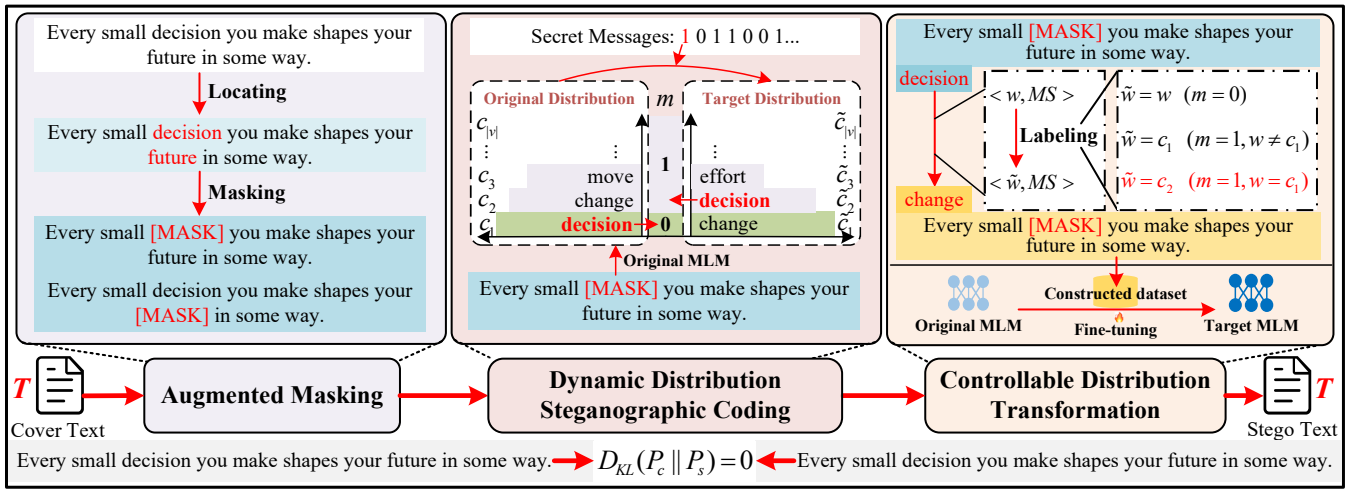 Every small decision you make shapes your
future in some way.
Locating
Every small decision you make shapes your
future in some way.
Masking
Every small [MASK] you make shapes your
future in some way.
Every small decision you make shapes your
[MASK] in some way.
Secret Messages: 1 0 1 1 0 0 1...
Original Distribution
m
Target Distribution
c|v|
c̃|v|
⋮
⋮
⋮
⋮
c3
move
1
effort
c̃3
c2
change
decision
c̃2
c1
decision
0
change
c̃1
Original MLM
Every small [MASK] you make shapes your
future in some way.
Every small [MASK] you make shapes your
future in some way.
decision
< w, MS >
w̃ = w (m = 0)
Labeling
w̃ = c1 (m = 1, w ≠ c1)
< w̃, MS >
w̃ = c2 (m = 1, w = c1)
change
Every small [MASK] you make shapes your
future in some way.
Constructed dataset
Original MLM
Fine-tuning
Target MLM
T
Cover Text
Augmented Masking
Dynamic Distribution
Steganographic Coding
Controllable Distribution
Transformation
T
Stego Text
Every small decision you make shapes your future in some way.
DKL(Pc || Ps) = 0
Every small decision you make shapes your future in some way.